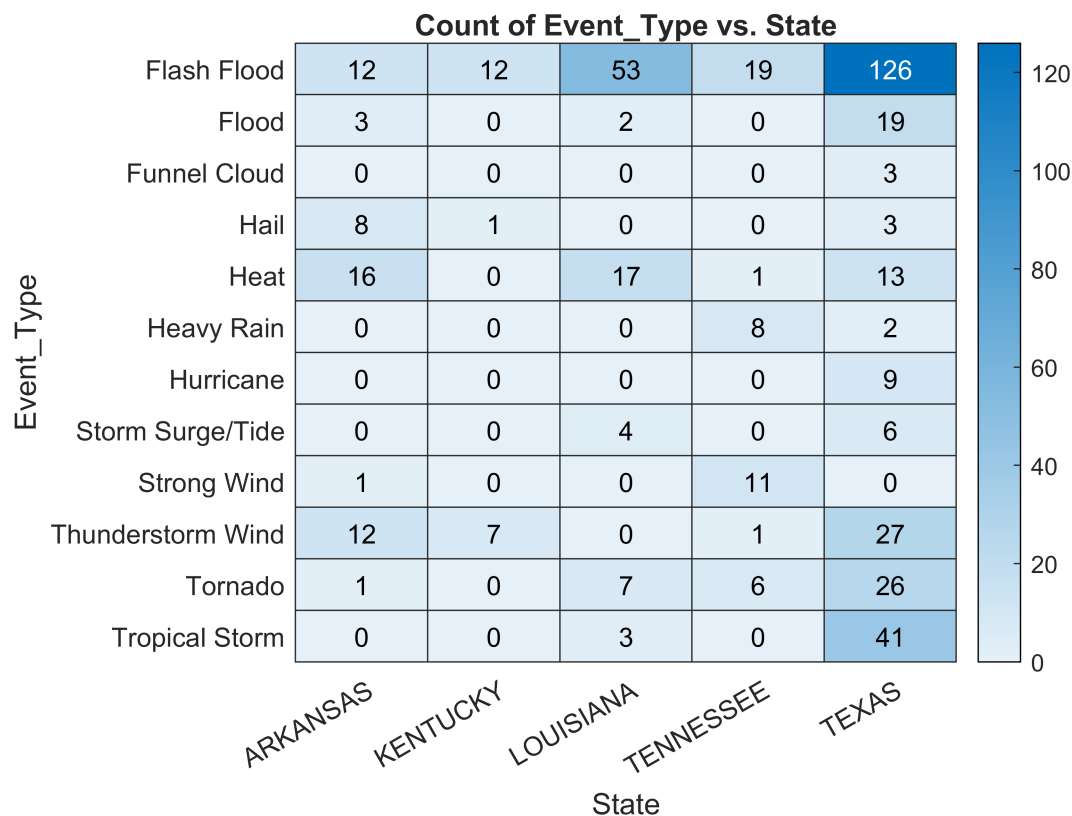 Count of Event_Type vs. State
Flash Flood 12 12 53 19 126
Flood 3 0 2 0 19
Funnel Cloud 0 0 0 0 3
Hail 8 1 0 0 3
Heat 16 0 17 1 13
Heavy Rain 0 0 0 8 2
Hurricane 0 0 0 0 9
Storm Surge/Tide 0 0 4 0 6
Strong Wind 1 0 0 11 0
Thunderstorm Wind 12 7 0 1 27
Tornado 1 0 7 6 26
Tropical Storm 0 0 3 0 41
ARKANSAS KENTUCKY LOUISIANA TENNESSEE TEXAS
State
Event_Type
120
100
80
60
40
20
0